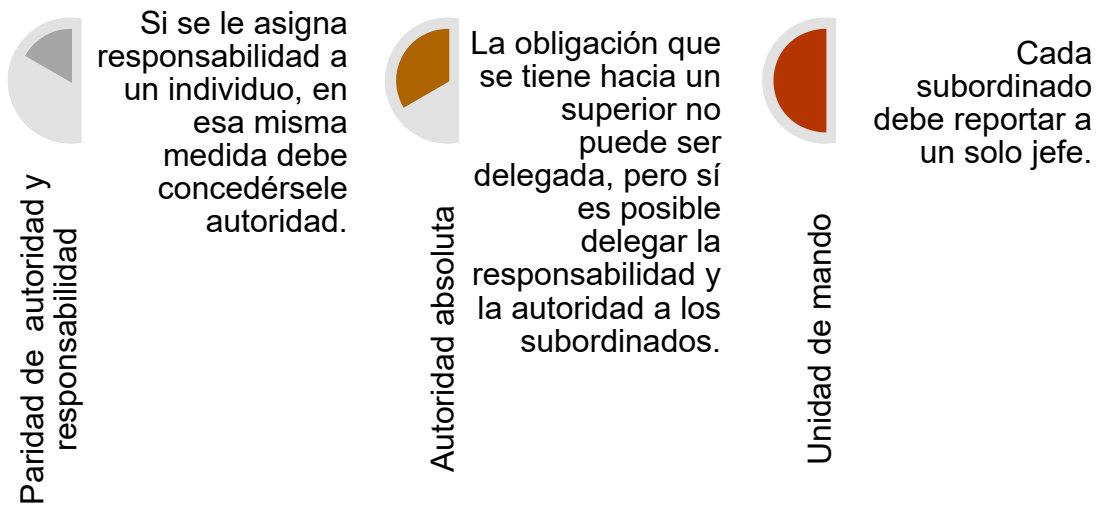 Paridad de autoridad y
responsabilidad
Si se le asigna
responsabilidad a
un individuo, en
esa misma
medida debe
concedérsele
autoridad.
Autoridad absoluta
La obligación que
se tiene hacia un
superior no
puede ser
delegada, pero sí
es posible
delegar la
responsabilidad y
la autoridad a los
subordinados.
Unidad de mando
Cada
subordinado
debe reportar a
un solo jefe.